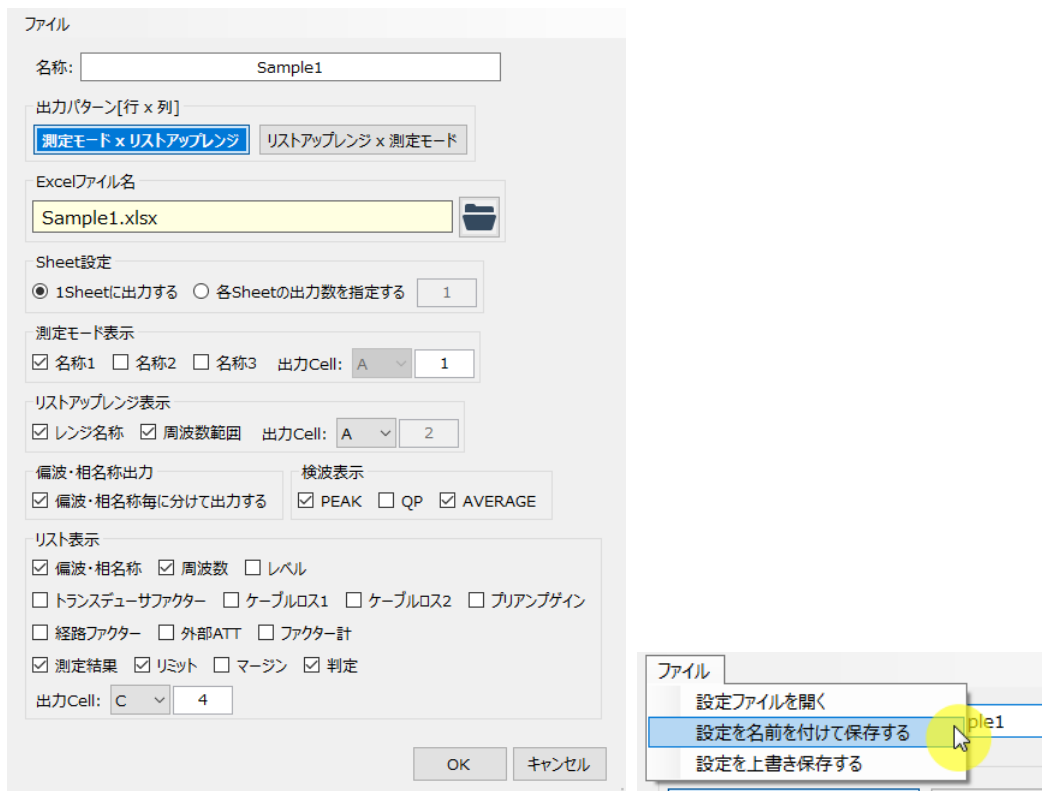 ファイル
名称: Sample1
出力パターン[行 x 列]
測定モード x リストアップレンジ リストアップレンジ x 測定モード
Excelファイル名
Sample1.xlsx
Sheet設定
1Sheetに出力する 各Sheetの出力数を指定する 1
測定モード表示
名称1 名称2 名称3 出力Cell: A 1
リストアップレンジ表示
レンジ名称 周波数範囲 出力Cell: A 2
偏波・相名称出力 検波表示
偏波・相名称毎に分けて出力する PEAK QP AVERAGE
リスト表示
偏波・相名称 周波数 レベル
トランスデューサファクター ケーブルロス1 ケーブルロス2 プリアンプゲイン
経路ファクター 外部ATT ファクター計
測定結果 リミット マージン 判定
出力Cell: C 4
OK キャンセル
ファイル
設定ファイルを開く
設定を名前を付けて保存する ple1
設定を上書き保存する